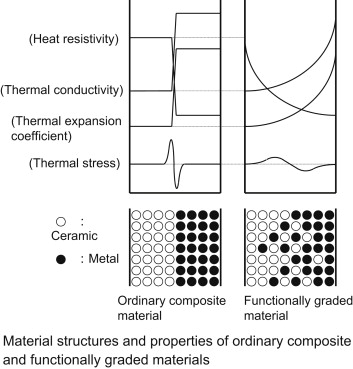 (Heat resistivity)
(Thermal conductivity)
(Thermal expansion
coefficient)
(Thermal stress)
:
Ceramic
: Metal
Ordinary composite
material
Functionally graded
material
Material structures and properties of ordinary composite
and functionally graded materials